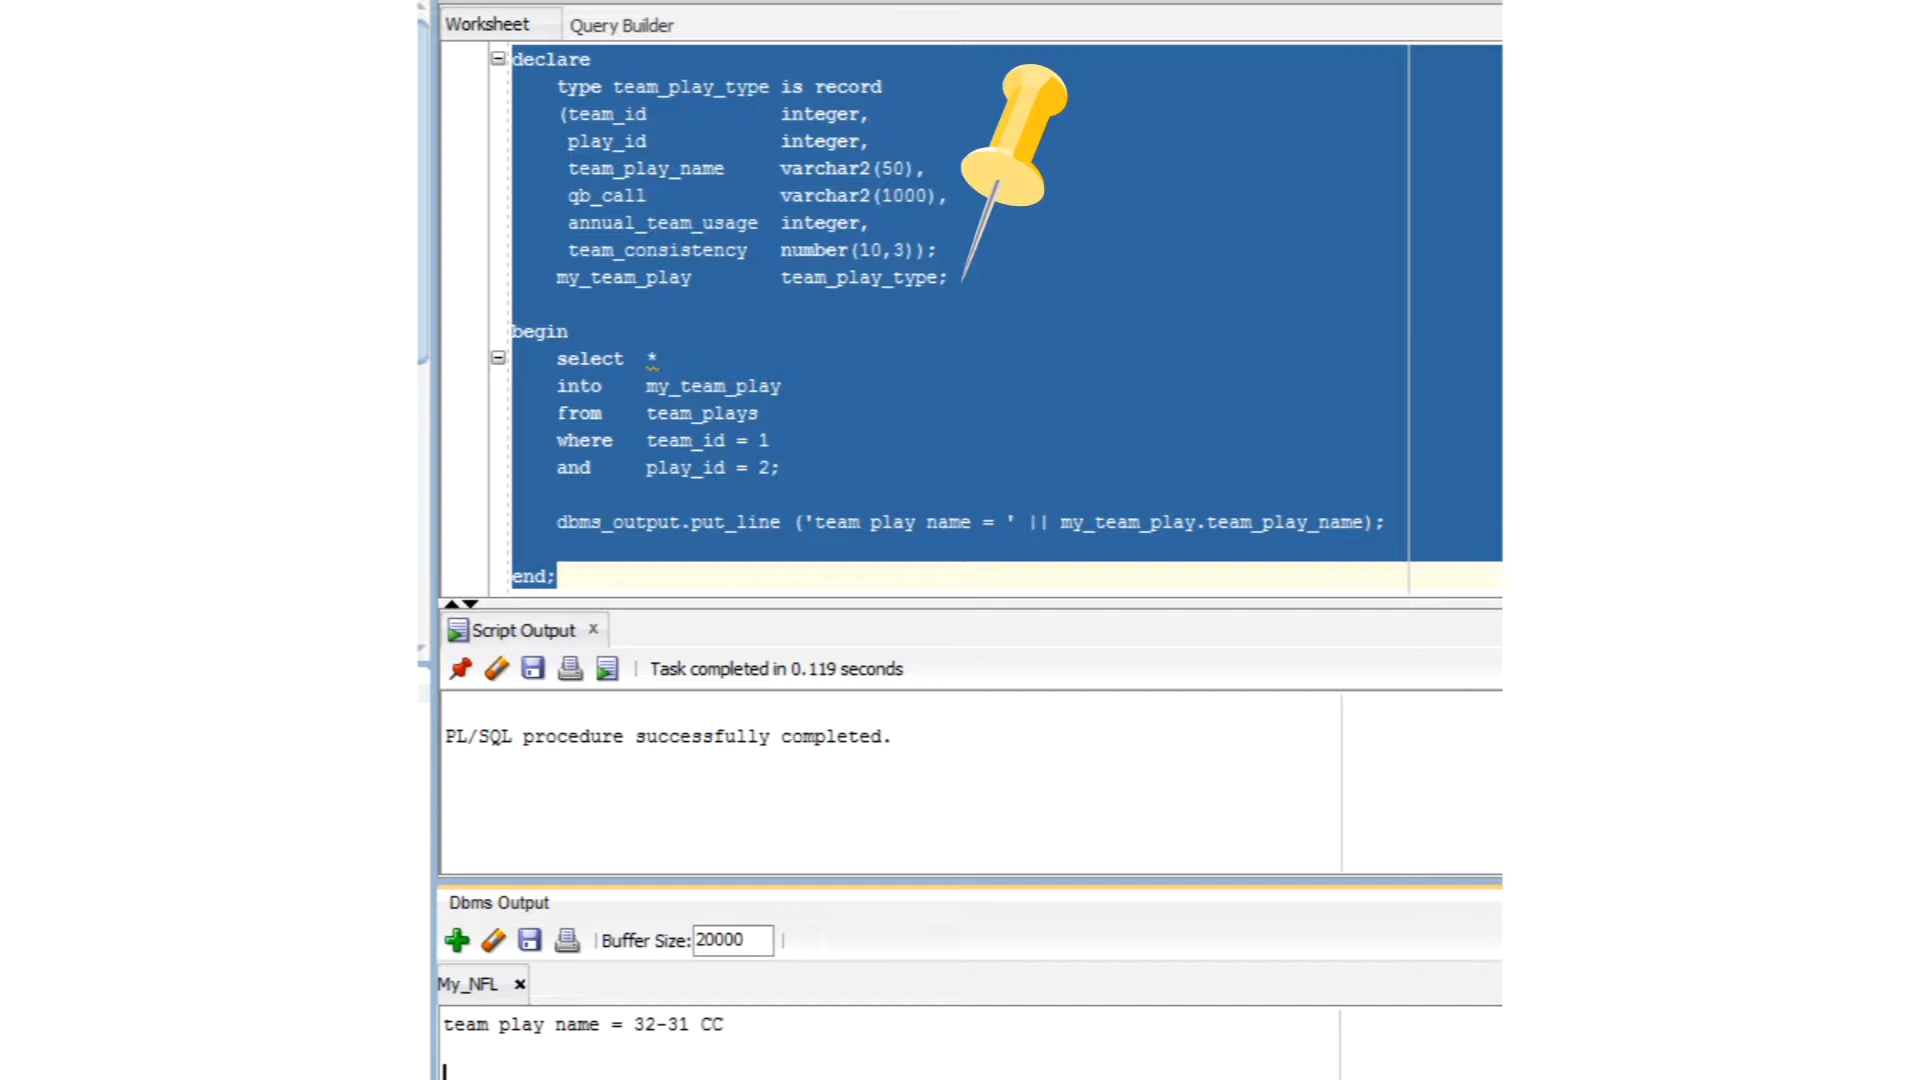 Worksheet Query Builder
declare
type team_play_type is record
(team_id integer,
play_id integer,
team_play_name varchar2(50),
qb_call varchar2(1000),
annual_team_usage integer,
team_consistency number(10,3));
my_team_play team_play_type;
begin
select *
into my_team_play
from team_plays
where team_id = 1
and play_id = 2;
dbms_output.put_line ('team play name = ' || my_team_play.team_play_name);
end;
Script Output x
Task completed in 0.119 seconds
PL/SQL procedure successfully completed.
Dbms Output
Buffer Size: 20000
My_NFL x
team play name = 32-31 CC